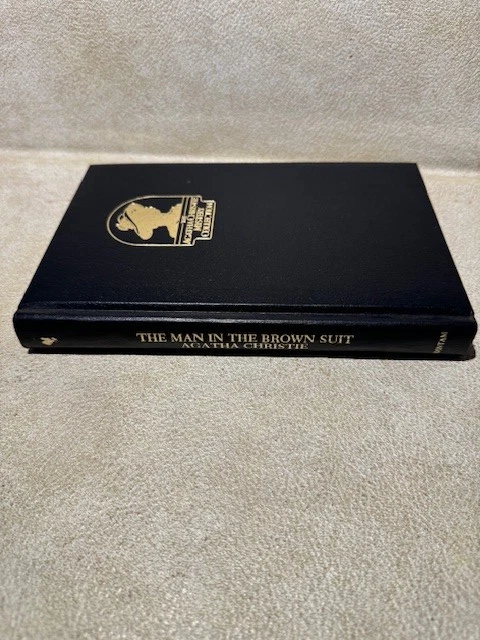 THE MAN IN THE BROWN SUIT
AGATHA CHRISTIE
BANTAM